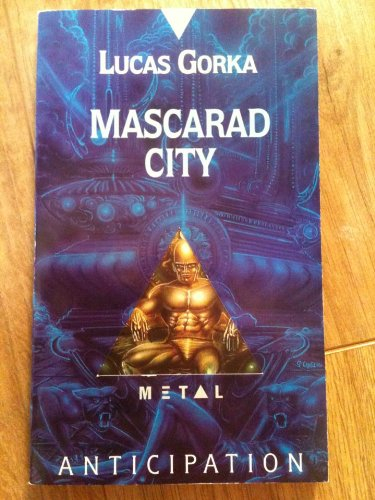 LUCAS GORKA
MASCARAD
CITY
METAL
ANTICIPATION